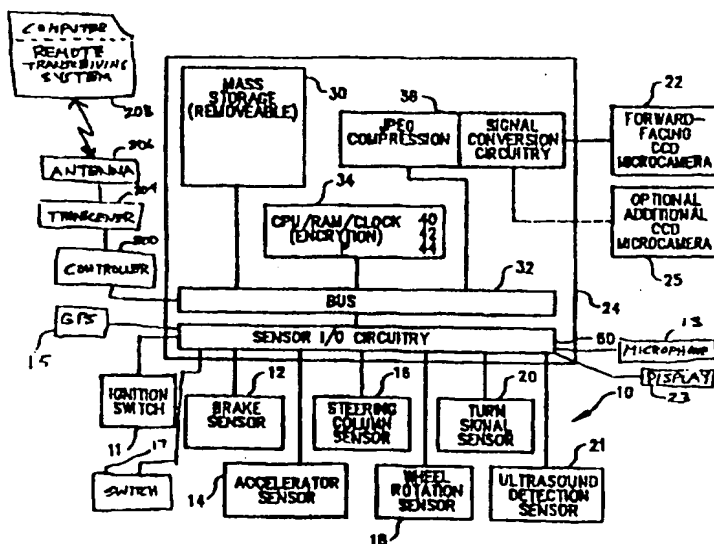 COMPUTER
REMOTE
TRANSCEIVING
SYSTEM
208
206
ANTENNA
204
TRANSCEIVER
200
CONTROLLER
GPS
15
MASS
STORAGE
(REMOVEABLE)
30
36
JPEG
COMPRESSION
SIGNAL
CONVERSION
CIRCUITRY
22
FORWARD-
FACING
CCD
MICROCAMERA
OPTIONAL
ADDITIONAL
CCD
MICROCAMERA
25
34
CPU/RAM/CLOCK
(ENCRYTION)
40
42
44
32
BUS
24
SENSOR I/O CIRCUITRY
50
13
MICROPHONE
DISPLAY
23
10
IGNITION
SWITCH
11
17
SWITCH
12
BRAKE
SENSOR
16
STEERING
COLUMN
SENSOR
20
TURN
SIGNAL
SENSOR
14
ACCELERATOR
SENSOR
WHEEL
ROTATION
SENSOR
18
21
ULTRASOUND
DETECTION
SENSOR